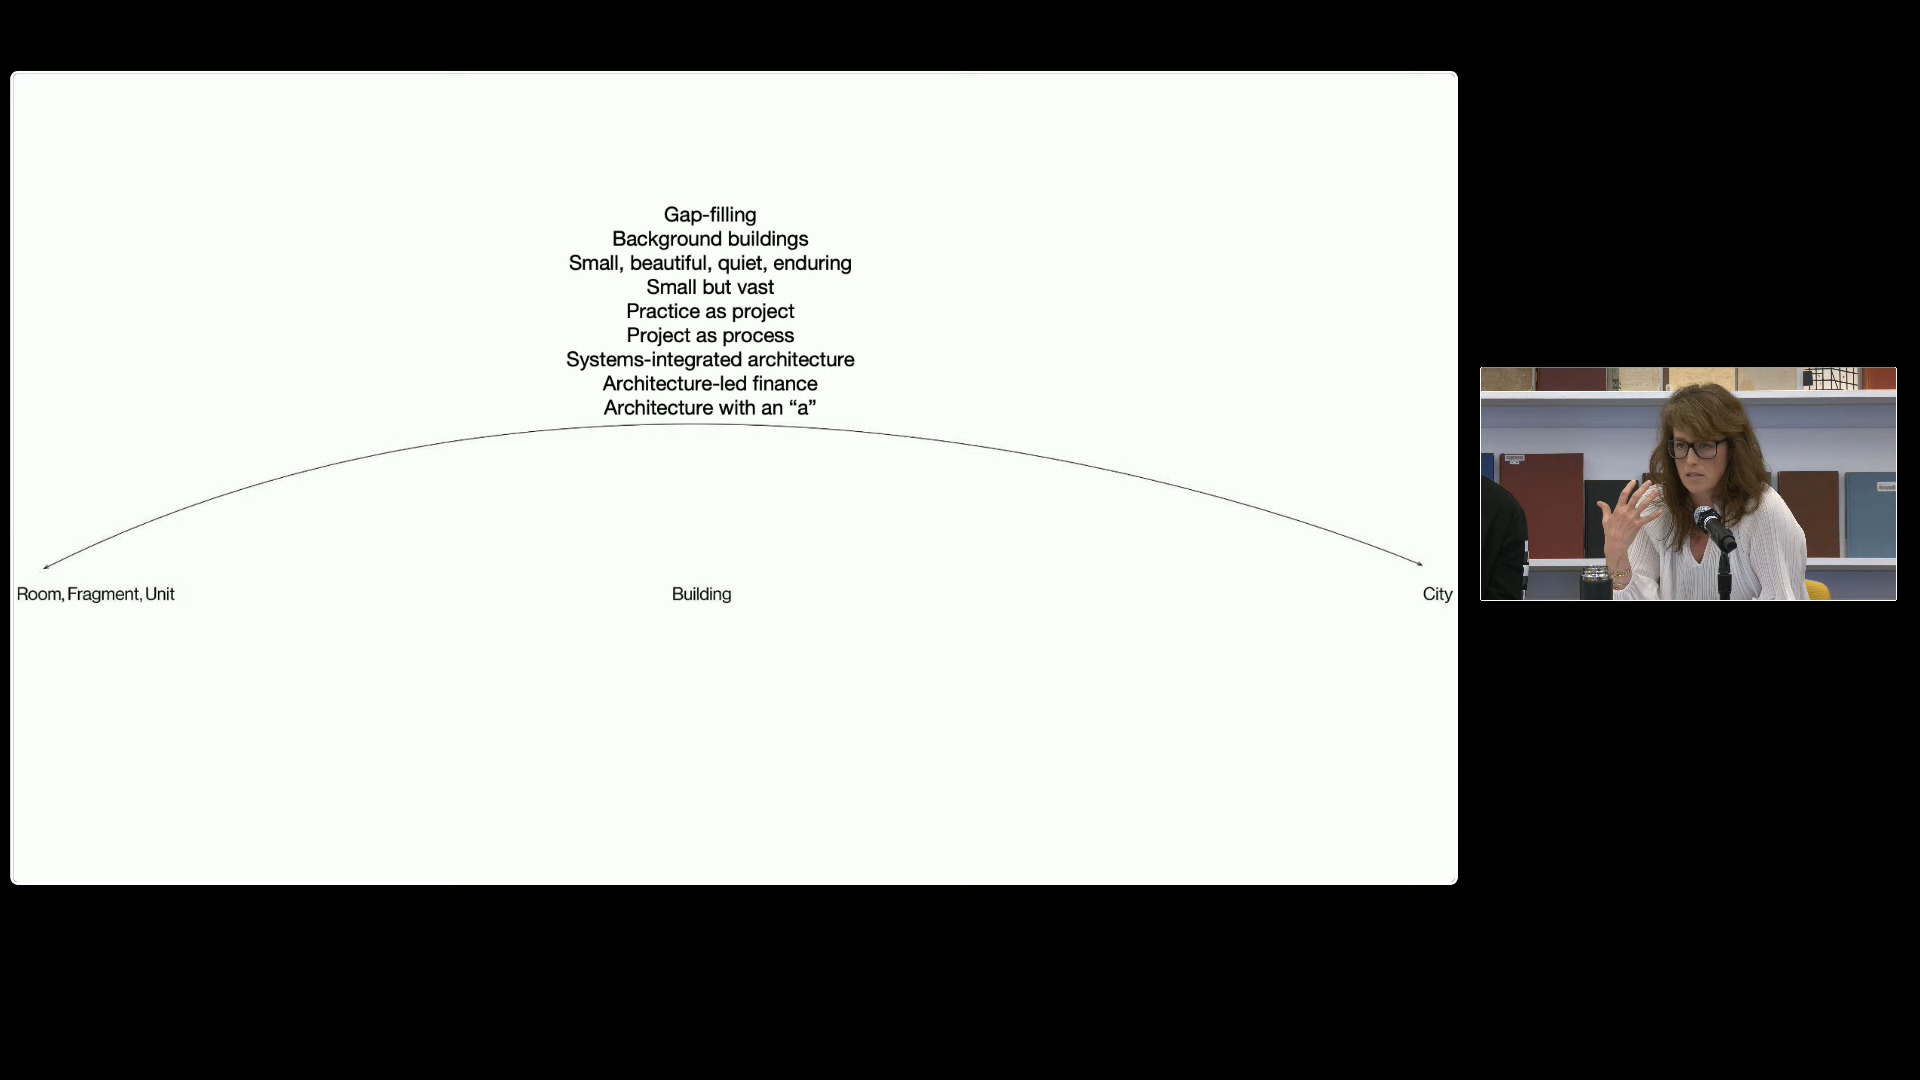 Gap-filling
Background buildings
Small, beautiful, quiet, enduring
Small but vast
Practice as project
Project as process
Systems-integrated architecture
Architecture-led finance
Architecture with an “a”
Room, Fragment, Unit
Building
City